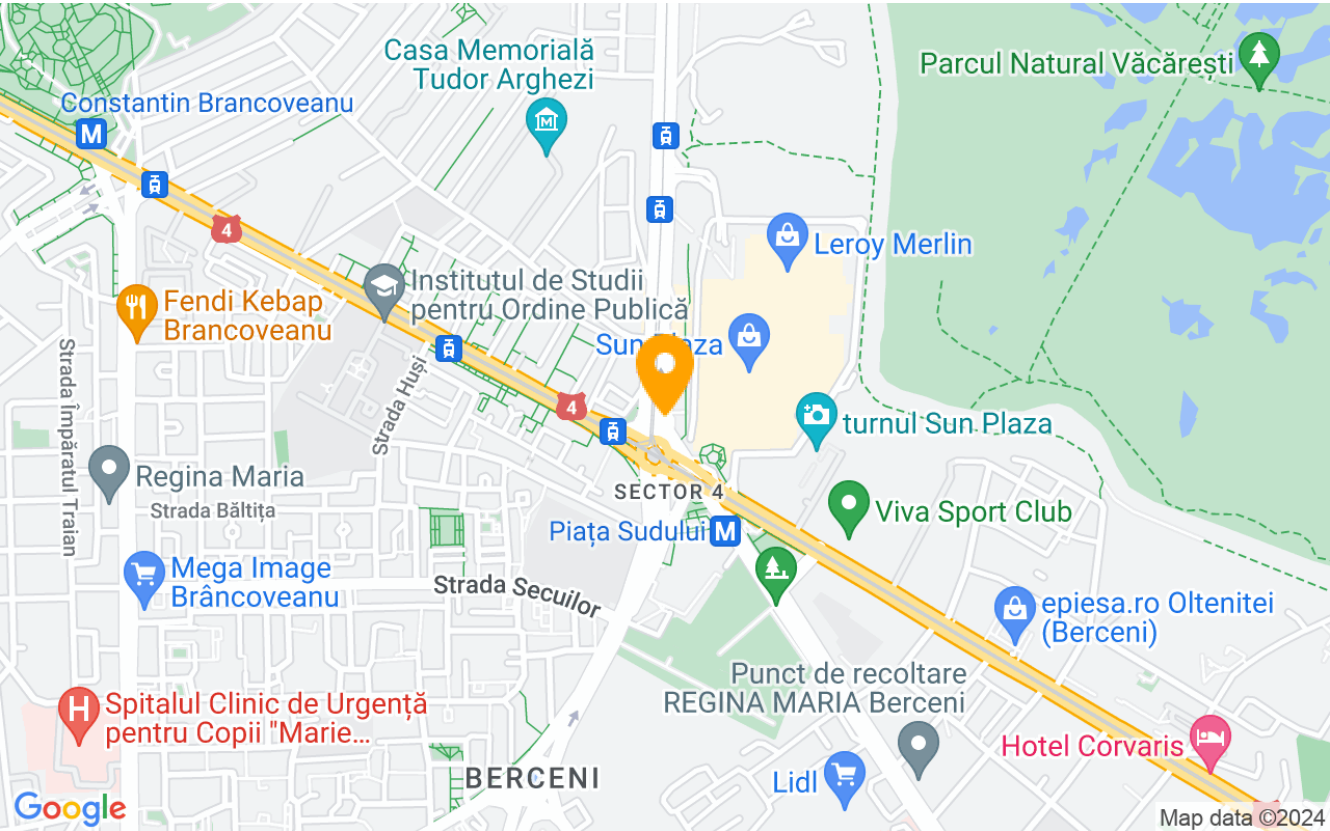 Casa Memorială
Tudor Arghezi
Parcul Natural Văcărești
Constantin Brancoveanu
M
4
Leroy Merlin
Institutul de Studii
pentru Ordine Publică
Fendi Kebap
Brancoveanu
Sun Plaza
Strada Împăratul Traian
Strada Huși
4
turnul Sun Plaza
Regina Maria
SECTOR 4
Strada Băltița
Viva Sport Club
Piața Sudului M
Mega Image
Brâncoveanu
Strada Secuilor
epiesa.ro Oltenitei
(Berceni)
Punct de recoltare
REGINA MARIA Berceni
H
Spitalul Clinic de Urgență
pentru Copii "Marie...
Hotel Corvaris
BERCENI
Lidl
Google
Map data ©2024